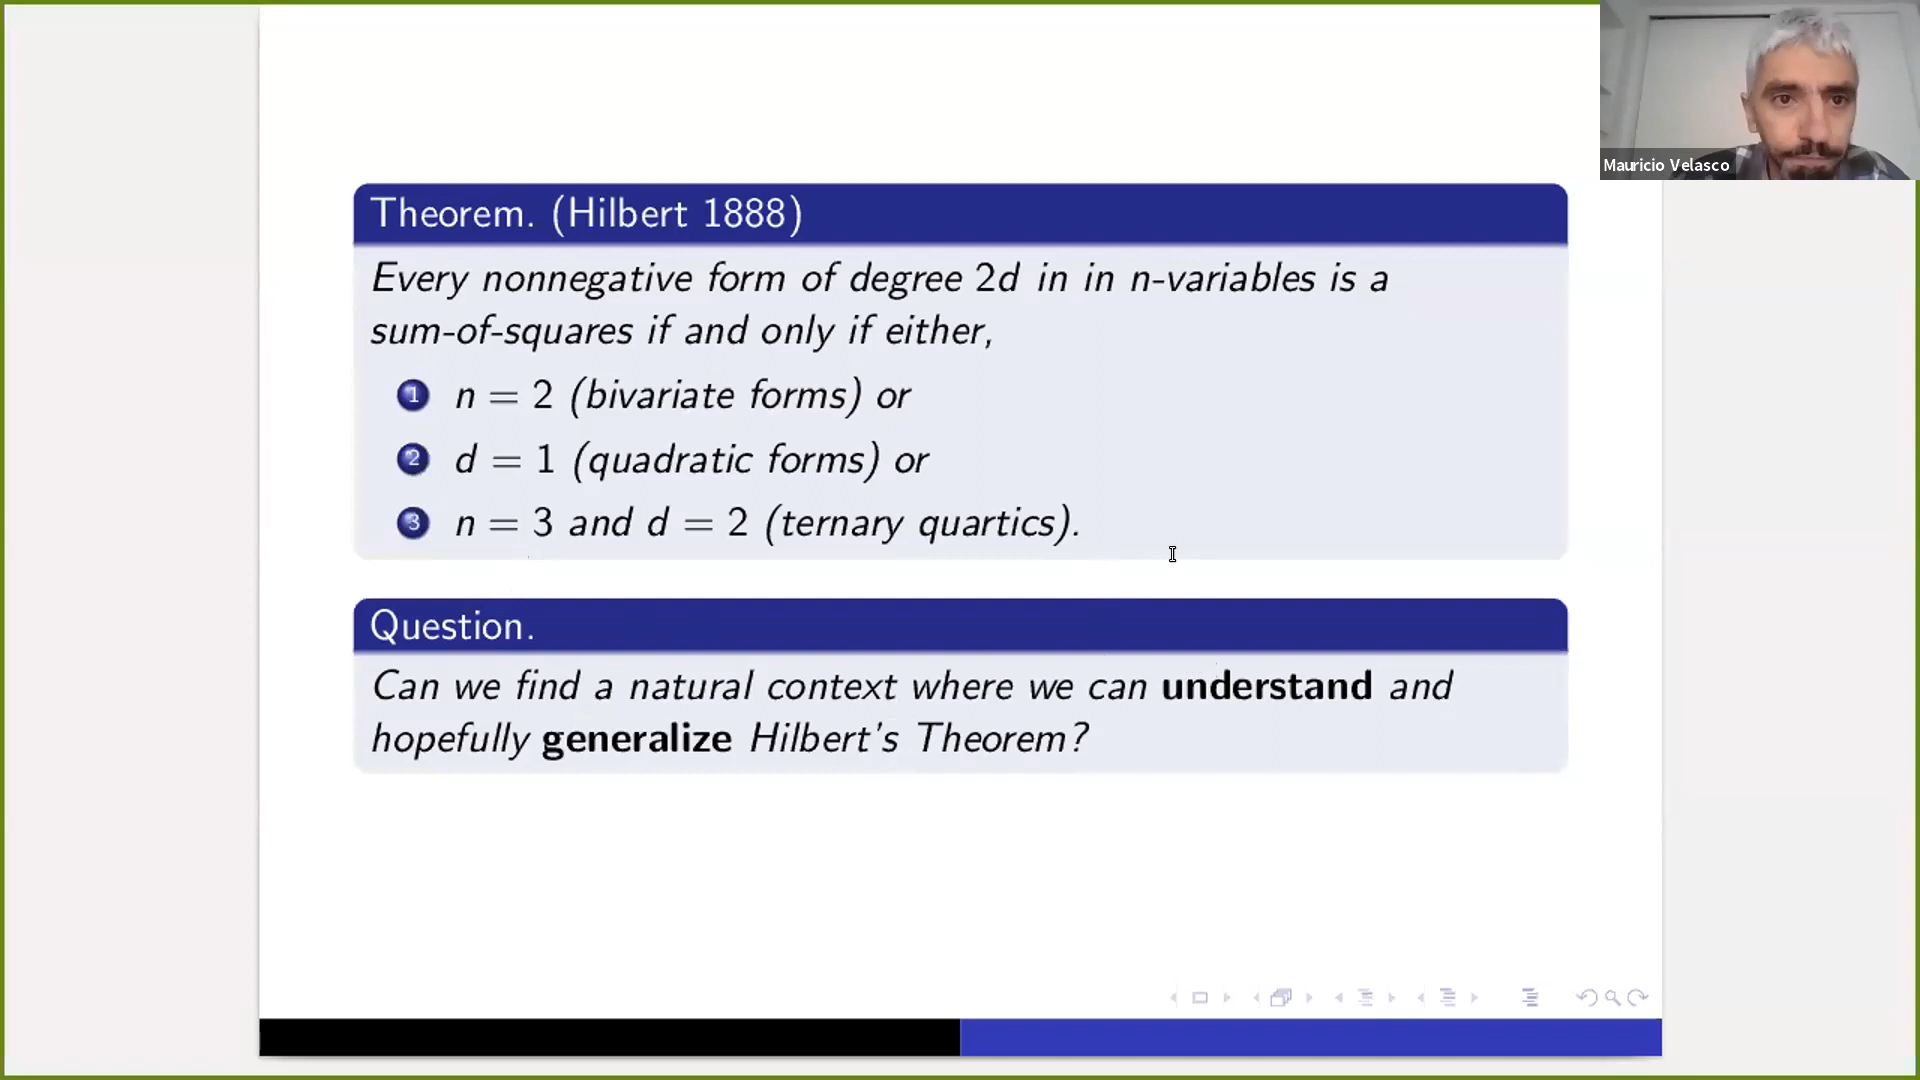 Mauricio Velasco
Theorem. (Hilbert 1888)
Every nonnegative form of degree 2d in in n-variables is a
sum-of-squares if and only if either,
1 n = 2 (bivariate forms) or
2 d = 1 (quadratic forms) or
3 n = 3 and d = 2 (ternary quartics).
Question.
Can we find a natural context where we can understand and
hopefully generalize Hilbert's Theorem?